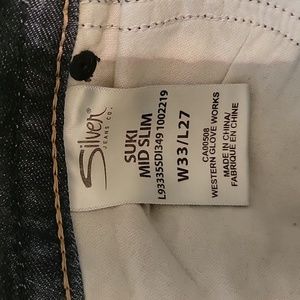 Silver
JEANS CO.
SUKI
MID SLIM
L93335SDI349 1002219
W33/L27
CA00508
WESTERN GLOVE WORKS
MADE IN CHINA/
FABRIQUÉ EN CHINE